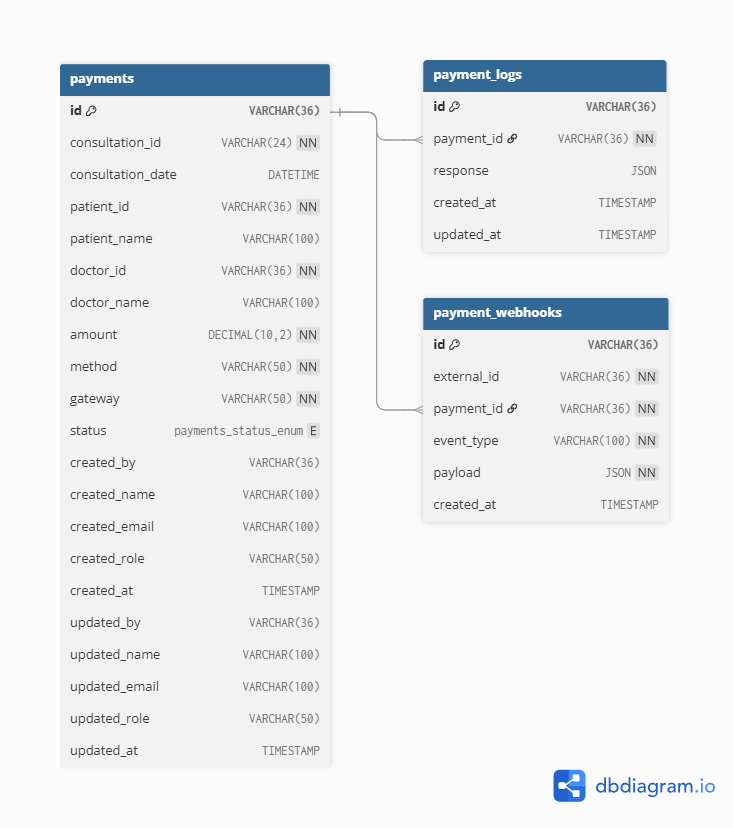 payments
id VARCHAR(36)
consultation_id VARCHAR(24) NN
consultation_date DATETIME
patient_id VARCHAR(36) NN
patient_name VARCHAR(100)
doctor_id VARCHAR(36) NN
doctor_name VARCHAR(100)
amount DECIMAL(10,2) NN
method VARCHAR(50) NN
gateway VARCHAR(50) NN
status payments_status_enum E
created_by VARCHAR(36)
created_name VARCHAR(100)
created_email VARCHAR(100)
created_role VARCHAR(50)
created_at TIMESTAMP
updated_by VARCHAR(36)
updated_name VARCHAR(100)
updated_email VARCHAR(100)
updated_role VARCHAR(50)
updated_at TIMESTAMP
payment_logs
id VARCHAR(36)
payment_id VARCHAR(36) NN
response JSON
created_at TIMESTAMP
updated_at TIMESTAMP
payment_webhooks
id VARCHAR(36)
external_id VARCHAR(36) NN
payment_id VARCHAR(36) NN
event_type VARCHAR(100) NN
payload JSON NN
created_at TIMESTAMP
dbdiagram.io